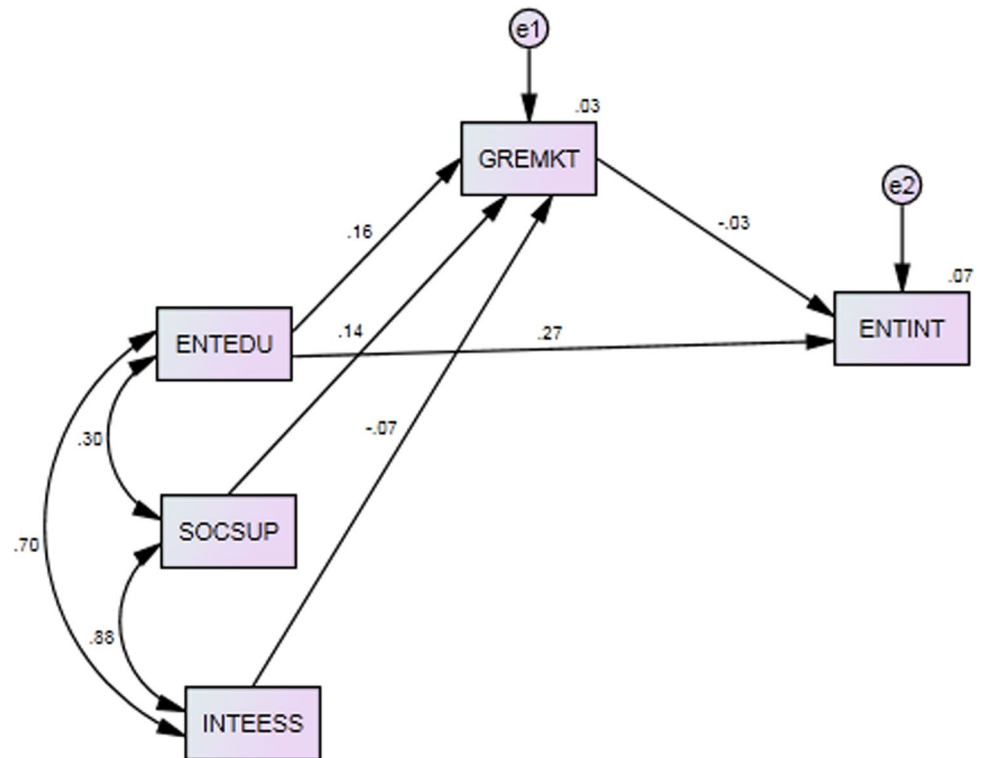 e1
.03
GREMKT
e2
-.03
.16
.07
ENTINT
ENTEDU
.14
.27
-.07
.30
SOCSUP
.70
.88
INTEESS